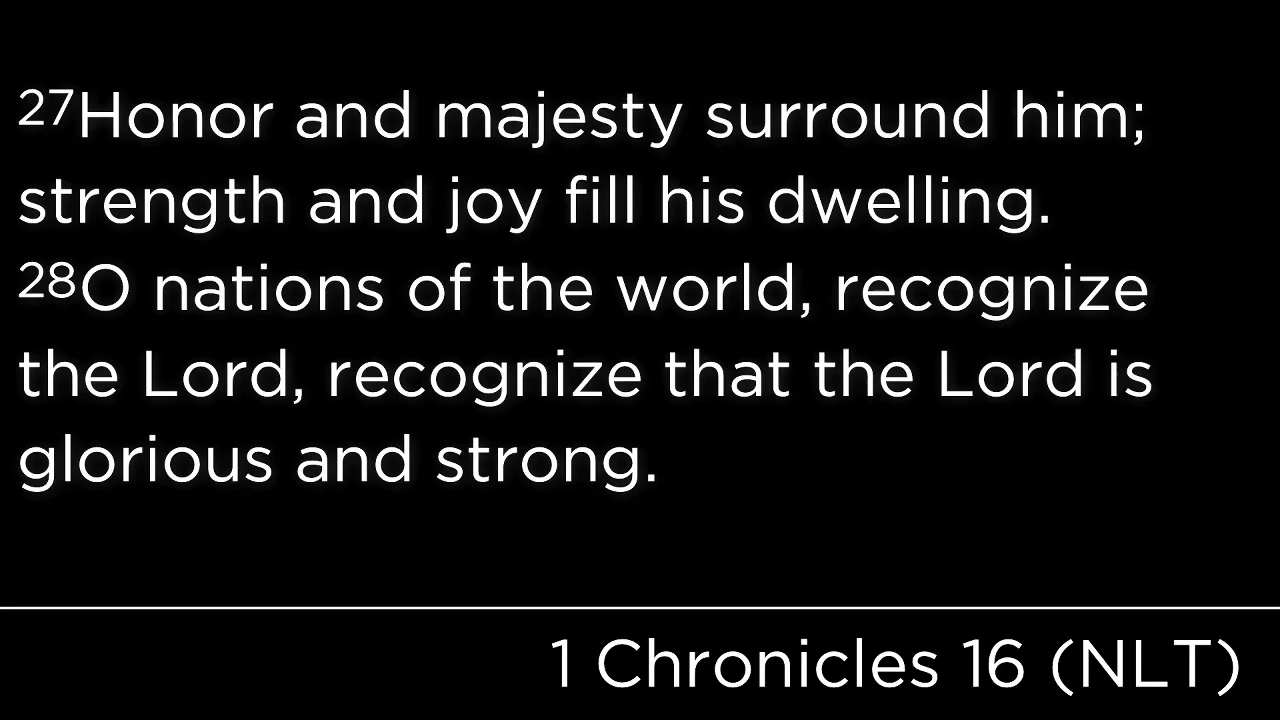 27Honor and majesty surround him;
strength and joy fill his dwelling.
28O nations of the world, recognize
the Lord, recognize that the Lord is
glorious and strong.
1 Chronicles 16 (NLT)